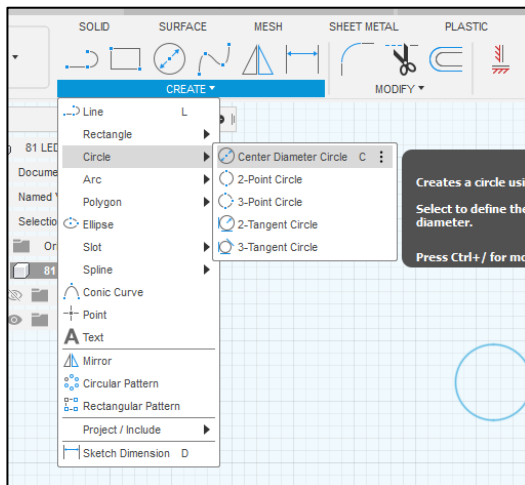 SOLID SURFACE MESH SHEET METAL PLASTIC
CREATE MODIFY
Line L
Rectangle
Circle
Arc
Polygon
Ellipse
Slot
Spline
Conic Curve
Point
Text
Mirror
Circular Pattern
Rectangular Pattern
Project / Include
Sketch Dimension D
Center Diameter Circle C
2-Point Circle
3-Point Circle
2-Tangent Circle
3-Tangent Circle
81 LED
Docume
Named V
Selectio
Ori
81
Creates a circle usi
Select to define the
diameter.
Press Ctrl+/ for mo